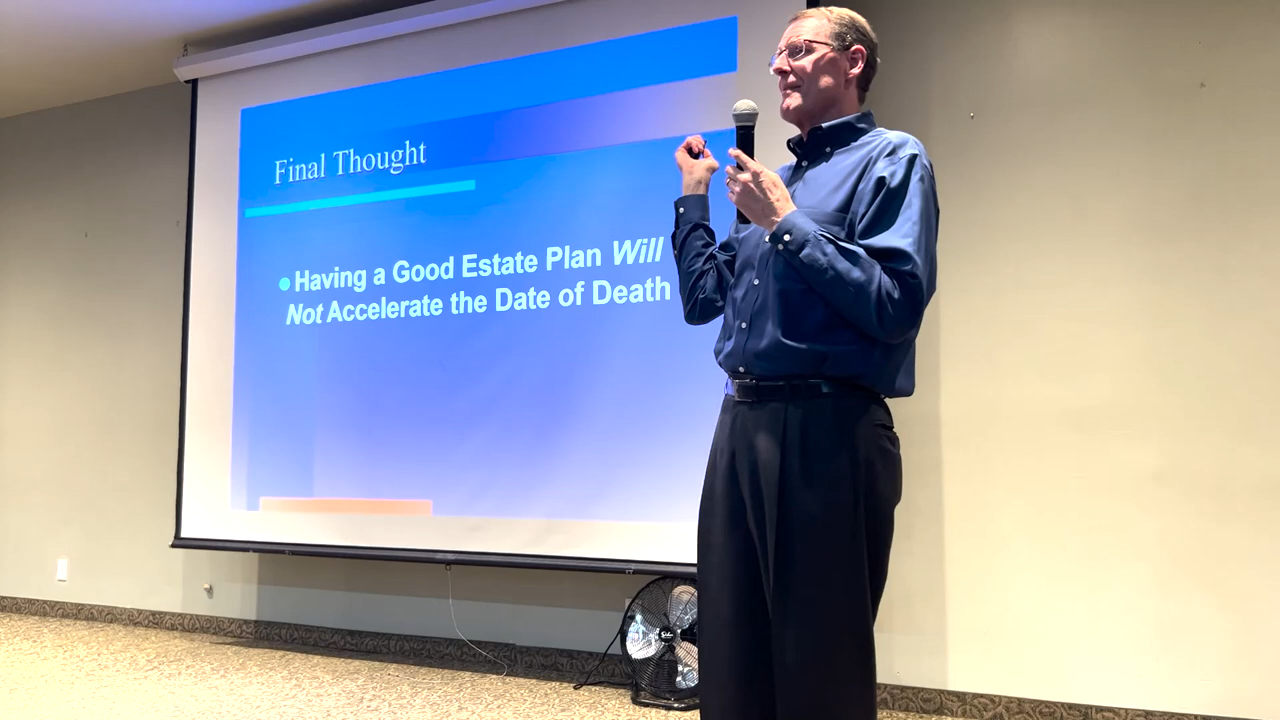 Final Thought
Having a Good Estate Plan Will
Not Accelerate the Date of Death